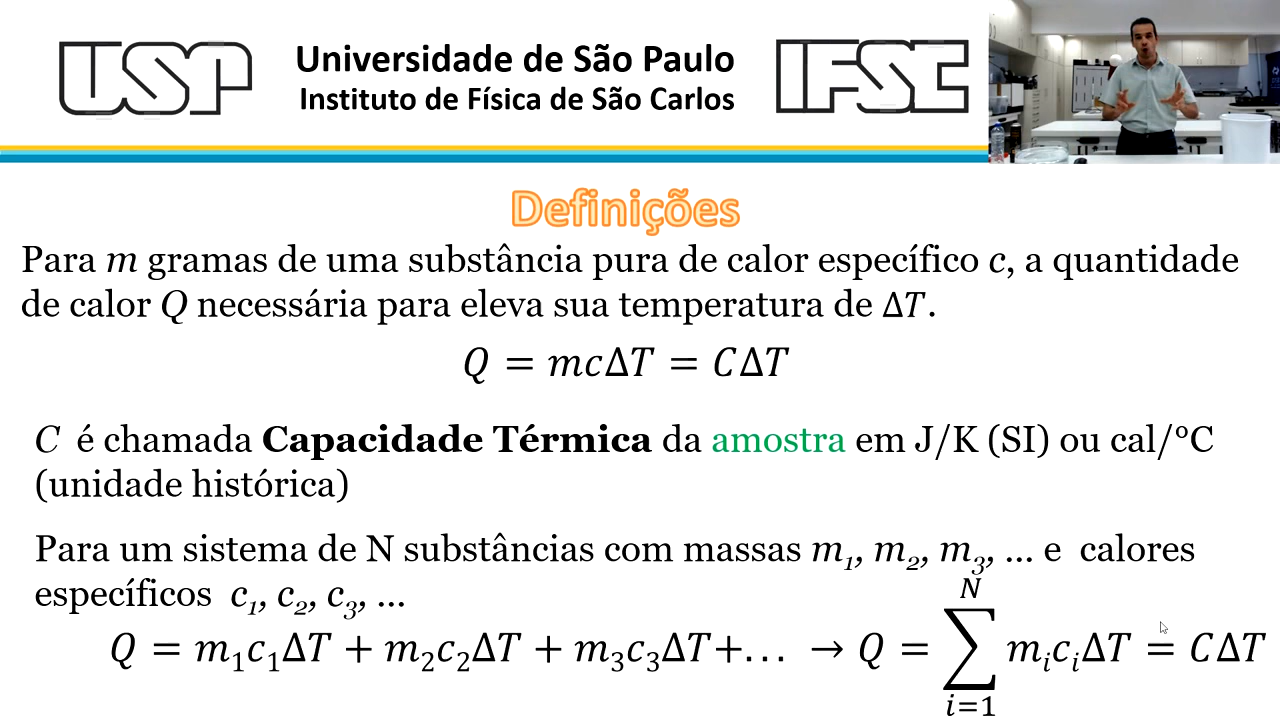 USP
Universidade de São Paulo
Instituto de Física de São Carlos
IFSC
Definições
Para m gramas de uma substância pura de calor específico c, a quantidade
de calor Q necessária para eleva sua temperatura de ΔT.
Q = mcΔT = CΔT
C é chamada Capacidade Térmica da amostra em J/K (SI) ou cal/°C
(unidade histórica)
Para um sistema de N substâncias com massas m₁, m₂, m₃, ... e calores
específicos c₁, c₂, c₃, ...
Q = m₁c₁ΔT + m₂c₂ΔT + m₃c₃ΔT+... → Q = ∑_{i=1}^{N} mᵢcᵢΔT = CΔT